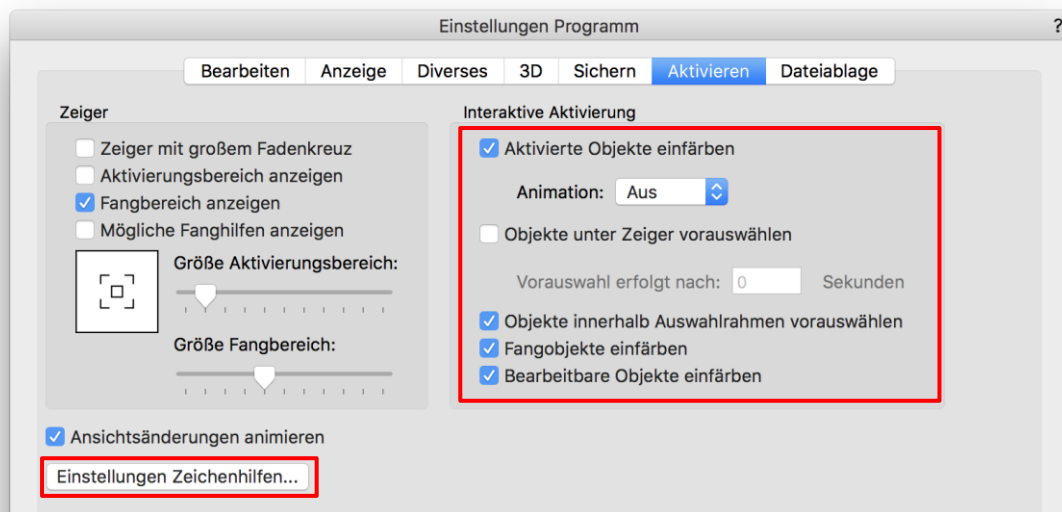 Einstellungen Programm
?
Bearbeiten Anzeige Diverses 3D Sichern Aktivieren Dateiablage
Zeiger
Zeiger mit großem Fadenkreuz
Aktivierungsbereich anzeigen
Fangbereich anzeigen
Mögliche Fanghilfen anzeigen
Größe Aktivierungsbereich:
Größe Fangbereich:
Interaktive Aktivierung
Aktivierte Objekte einfärben
Animation: Aus
Objekte unter Zeiger vorauswählen
Vorauswahl erfolgt nach: 0 Sekunden
Objekte innerhalb Auswahlrahmen vorauswählen
Fangobjekte einfärben
Bearbeitbare Objekte einfärben
Ansichtsänderungen animieren
Einstellungen Zeichenhilfen...